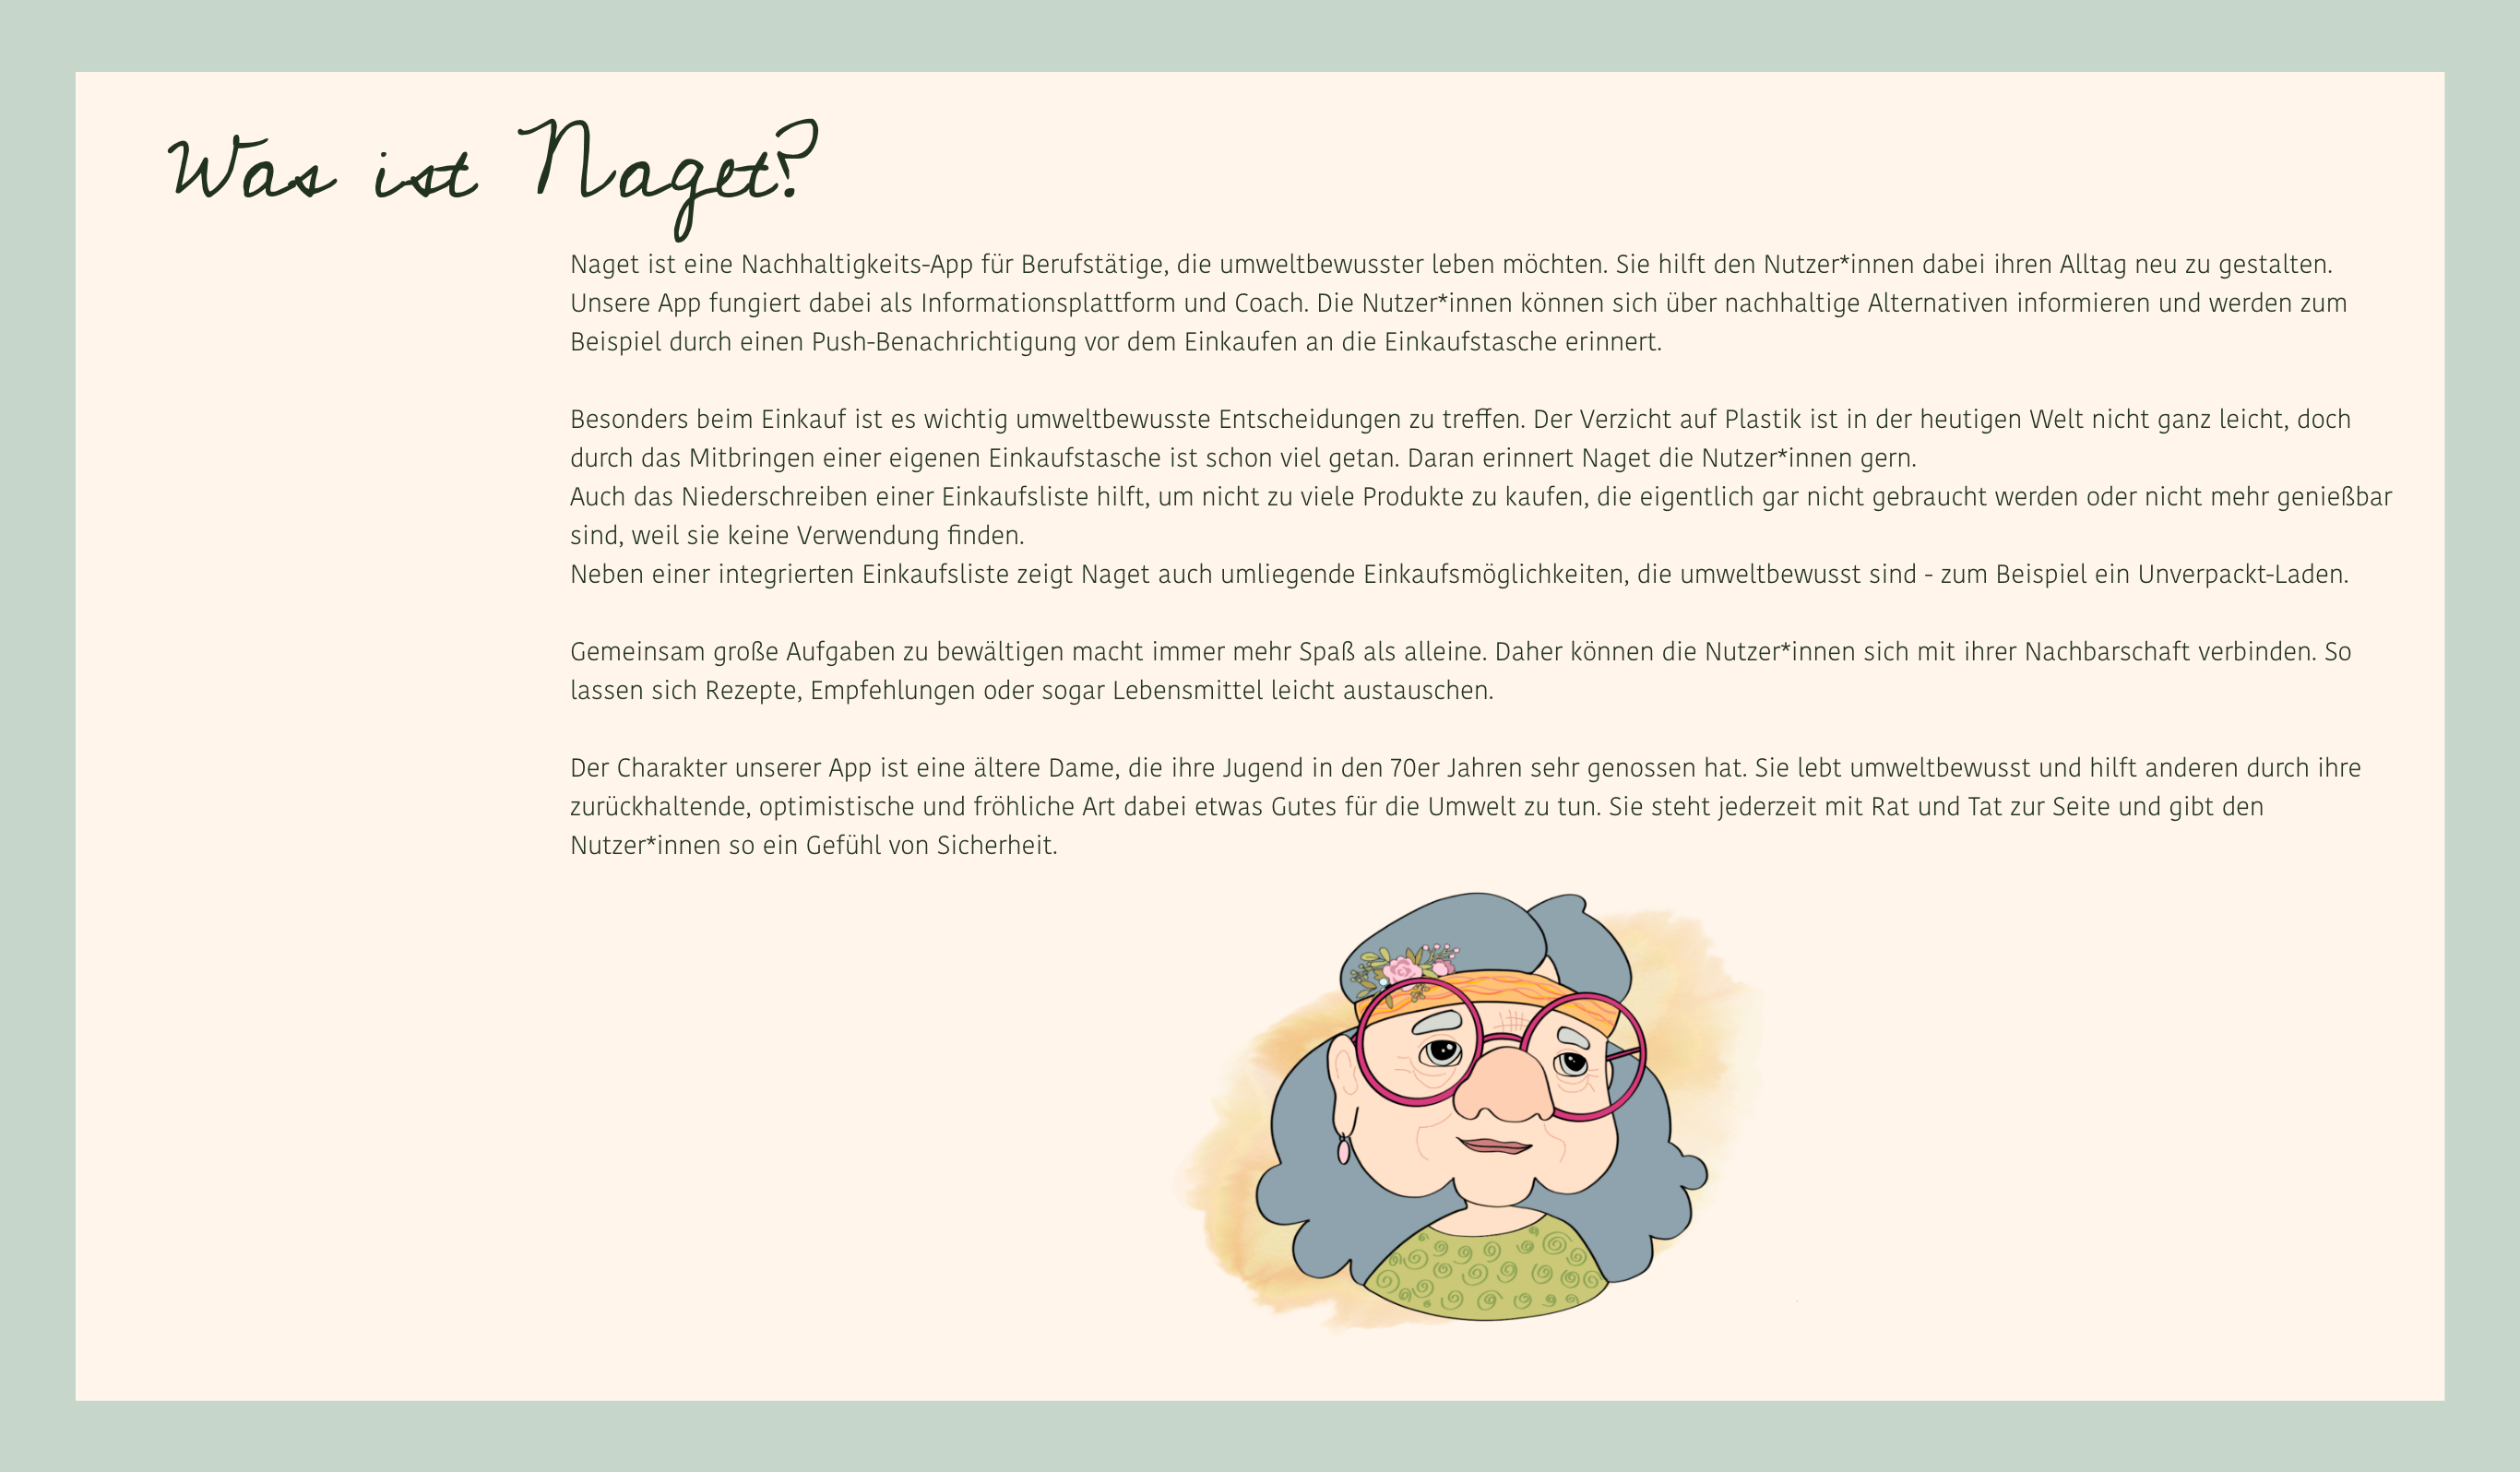 Was ist Naget?
Naget ist eine Nachhaltigkeits-App für Berufstätige, die umweltbewusster leben möchten. Sie hilft den Nutzer*innen dabei ihren Alltag neu zu gestalten.
Unsere App fungiert dabei als Informationsplattform und Coach. Die Nutzer*innen können sich über nachhaltige Alternativen informieren und werden zum
Beispiel durch einen Push-Benachrichtigung vor dem Einkaufen an die Einkaufstasche erinnert.
Besonders beim Einkauf ist es wichtig umweltbewusste Entscheidungen zu treffen. Der Verzicht auf Plastik ist in der heutigen Welt nicht ganz leicht, doch
durch das Mitbringen einer eigenen Einkaufstasche ist schon viel getan. Daran erinnert Naget die Nutzer*innen gern.
Auch das Niederschreiben einer Einkaufsliste hilft, um nicht zu viele Produkte zu kaufen, die eigentlich gar nicht gebraucht werden oder nicht mehr genießbar
sind, weil sie keine Verwendung finden.
Neben einer integrierten Einkaufsliste zeigt Naget auch umliegende Einkaufsmöglichkeiten, die umweltbewusst sind - zum Beispiel ein Unverpackt-Laden.
Gemeinsam große Aufgaben zu bewältigen macht immer mehr Spaß als alleine. Daher können die Nutzer*innen sich mit ihrer Nachbarschaft verbinden. So
lassen sich Rezepte, Empfehlungen oder sogar Lebensmittel leicht austauschen.
Der Charakter unserer App ist eine ältere Dame, die ihre Jugend in den 70er Jahren sehr genossen hat. Sie lebt umweltbewusst und hilft anderen durch ihre
zurückhaltende, optimistische und fröhliche Art dabei etwas Gutes für die Umwelt zu tun. Sie steht jederzeit mit Rat und Tat zur Seite und gibt den
Nutzer*innen so ein Gefühl von Sicherheit.